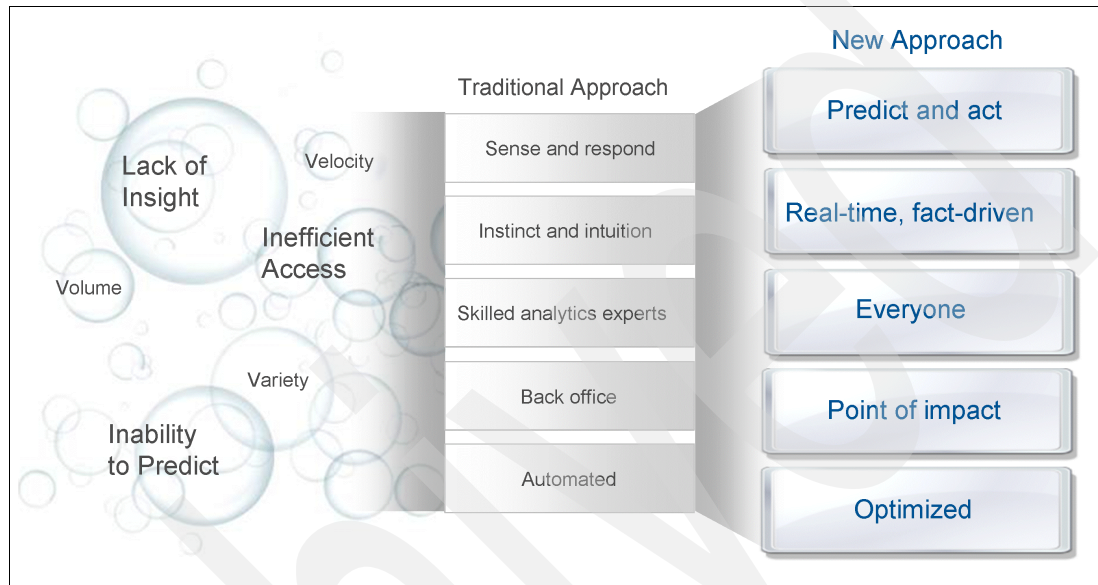 Lack of
Insight
Velocity
Inefficient
Access
Volume
Variety
Inability
to Predict
Traditional Approach
Sense and respond
Instinct and intuition
Skilled analytics experts
Back office
Automated
New Approach
Predict and act
Real-time, fact-driven
Everyone
Point of impact
Optimized